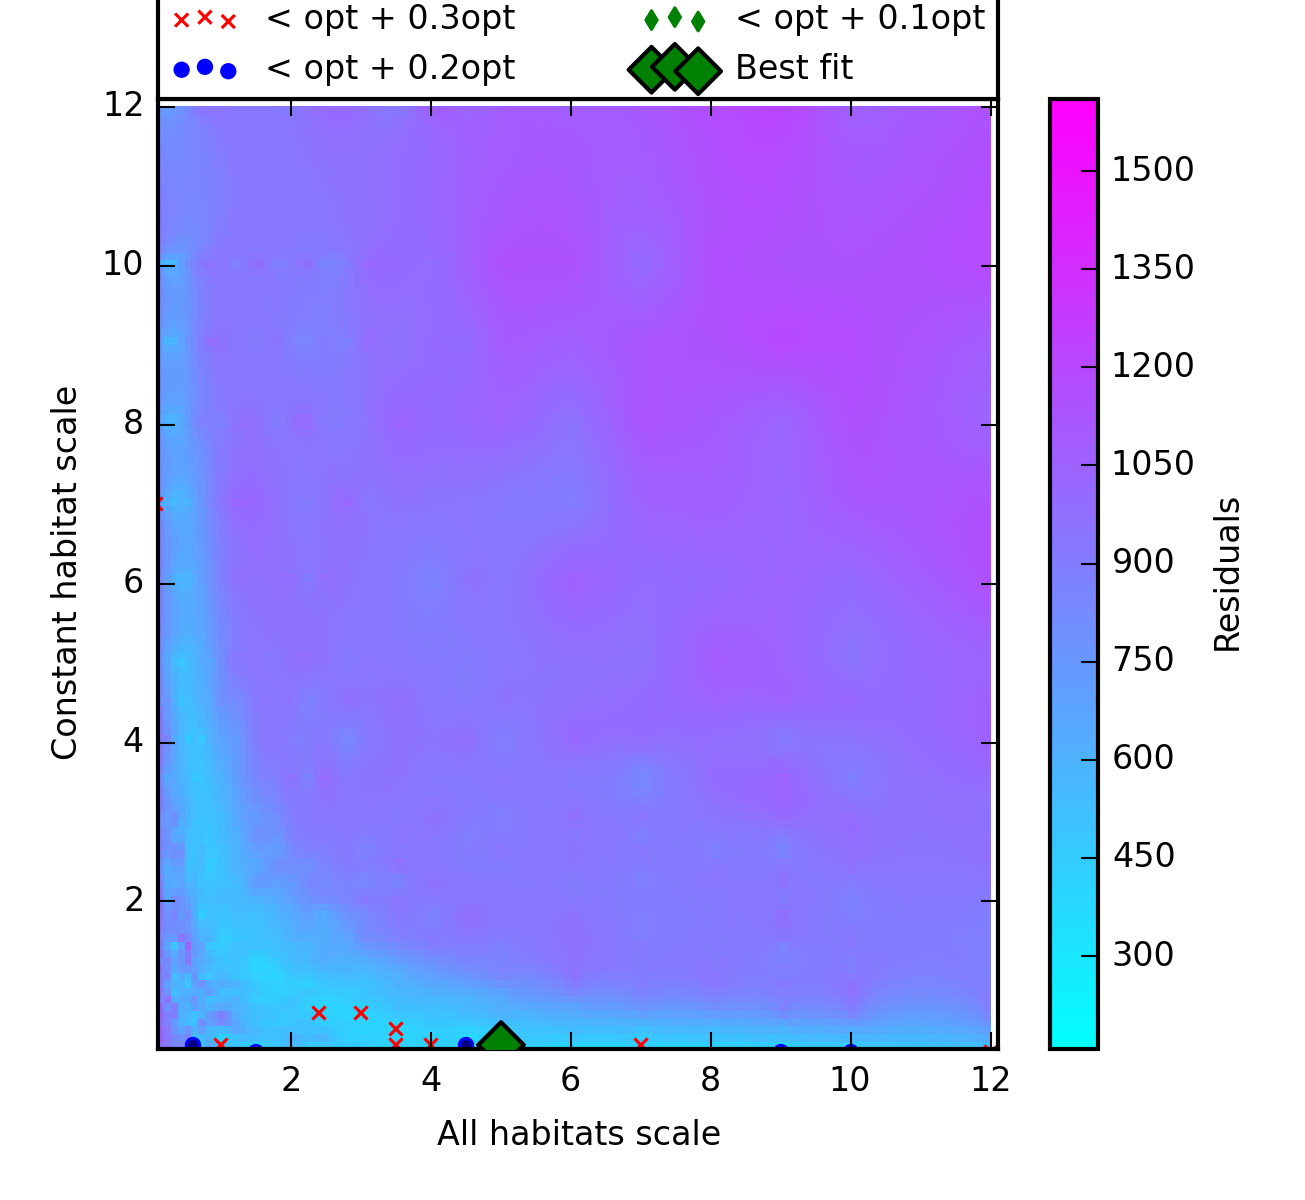 < opt + 0.3opt
< opt + 0.1opt
< opt + 0.2opt
Best fit
12
10
8
6
4
2
Constant habitat scale
2 4 6 8 10 12
All habitats scale
1500
1350
1200
1050
900
750
600
450
300
Residuals